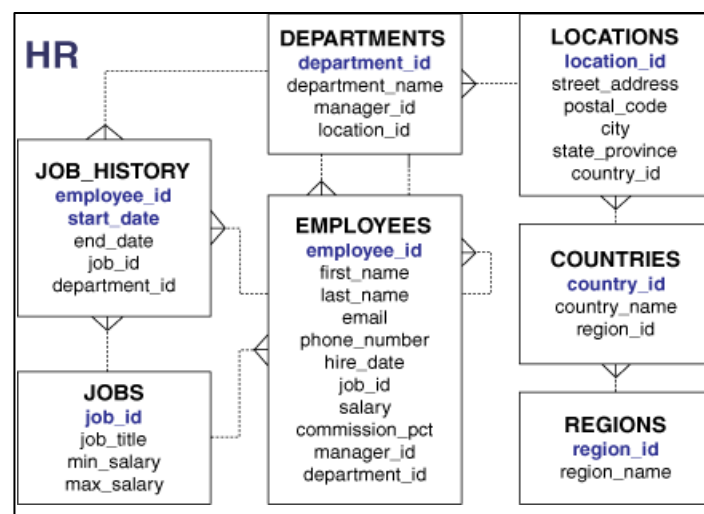 HR
DEPARTMENTS
department_id
department_name
manager_id
location_id
LOCATIONS
location_id
street_address
postal_code
city
state_province
country_id
JOB_HISTORY
employee_id
start_date
end_date
job_id
department_id
EMPLOYEES
employee_id
first_name
last_name
email
phone_number
hire_date
job_id
salary
commission_pct
manager_id
department_id
COUNTRIES
country_id
country_name
region_id
JOBS
job_id
job_title
min_salary
max_salary
REGIONS
region_id
region_name